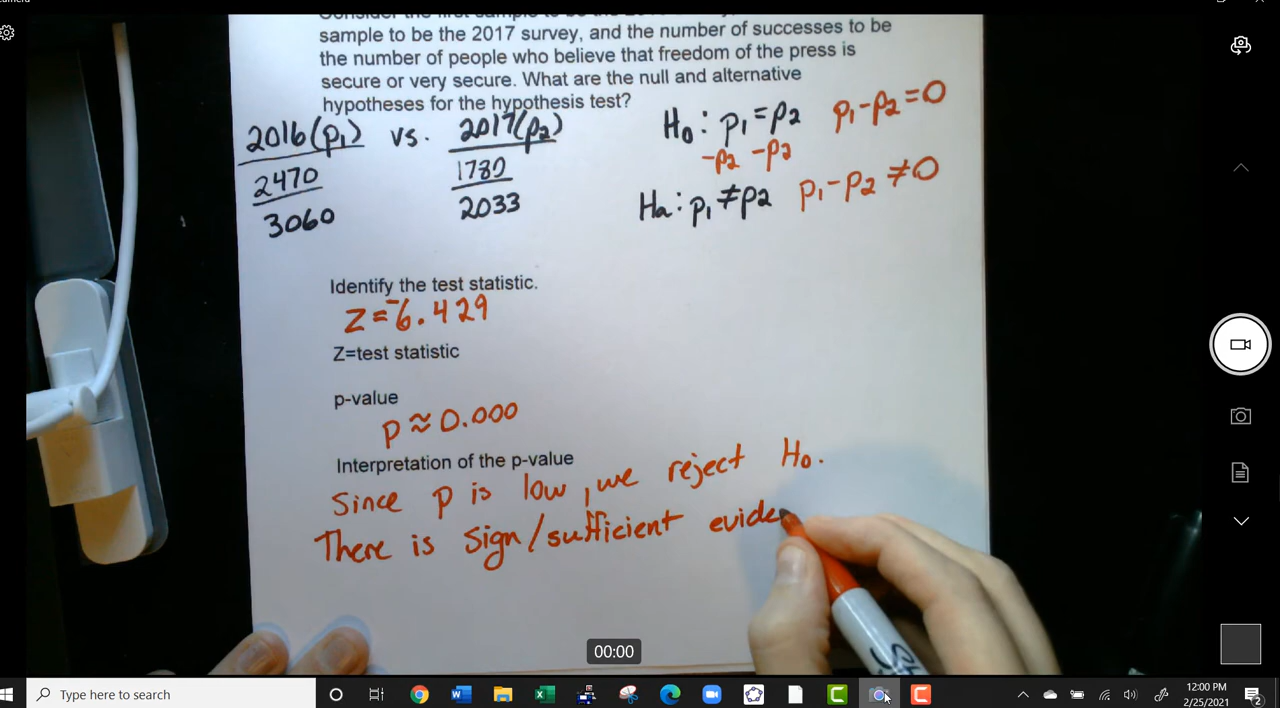 sample to be the 2017 survey, and the number of successes to be
the number of people who believe that freedom of the press is
secure or very secure. What are the null and alternative
hypotheses for the hypothesis test?
2016(p1) vs. 2017(p2)
2470
3060
1780
2033
H0: p1=p2 p1-p2=0
-p2 -p2
Ha: p1≠p2 p1-p2≠0
Identify the test statistic.
Z=-6.429
Z=test statistic
p-value
p≈0.000
Interpretation of the p-value
Since p is low, we reject H0.
There is sign/sufficient evide
00:00
Type here to search
12:00 PM
2/25/2021
2